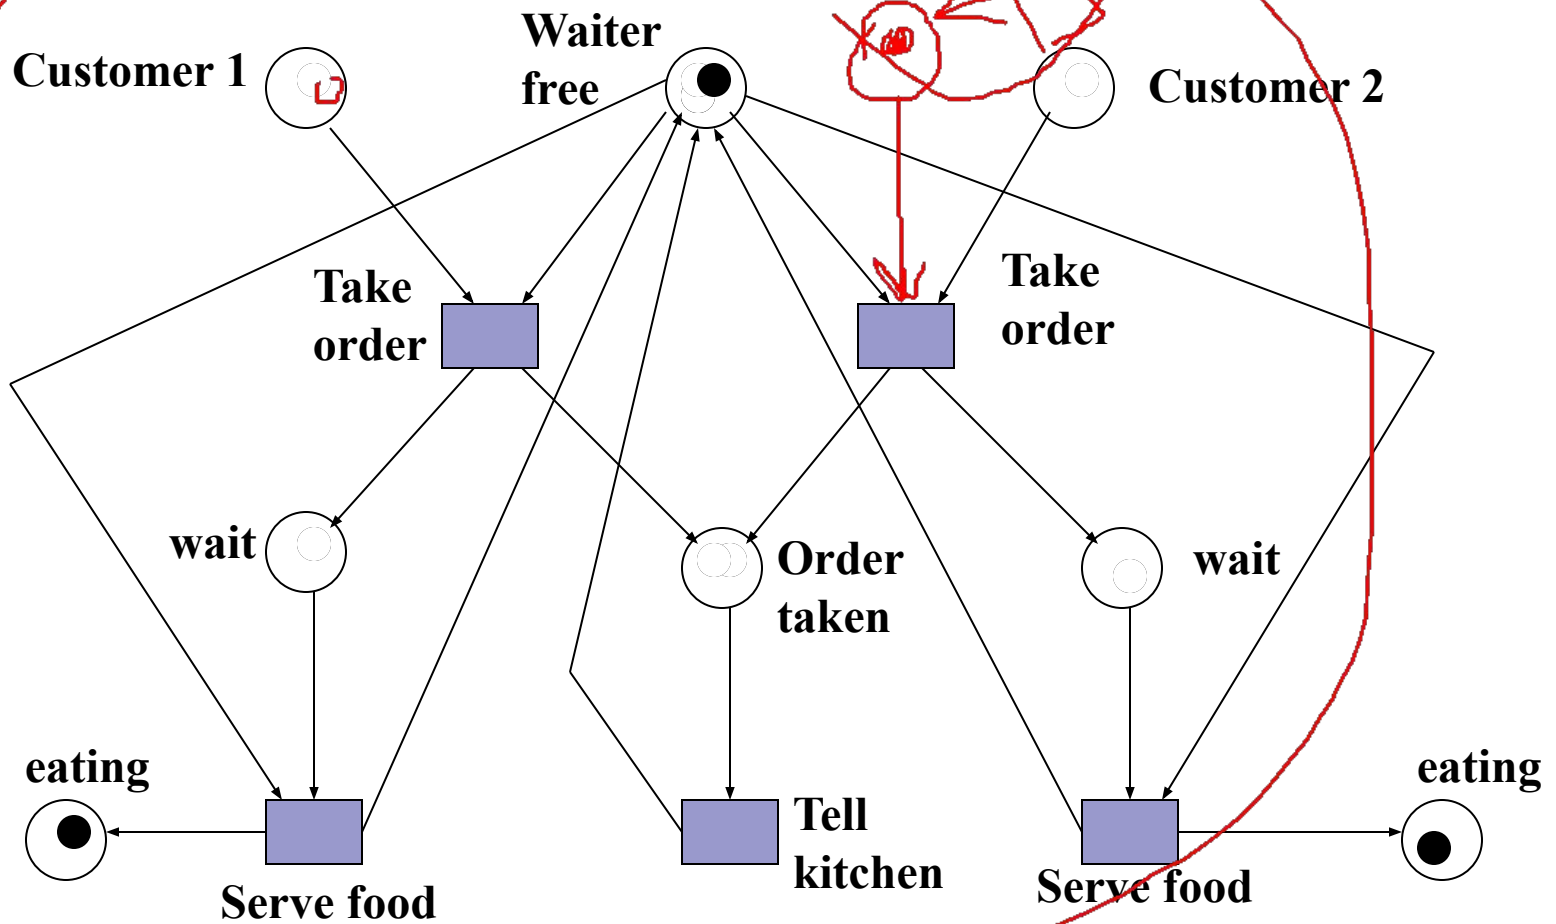 Customer 1
Waiter
free
Customer 2
Take
order
Take
order
wait
Order
taken
wait
eating
Serve food
Tell
kitchen
Serve food
eating